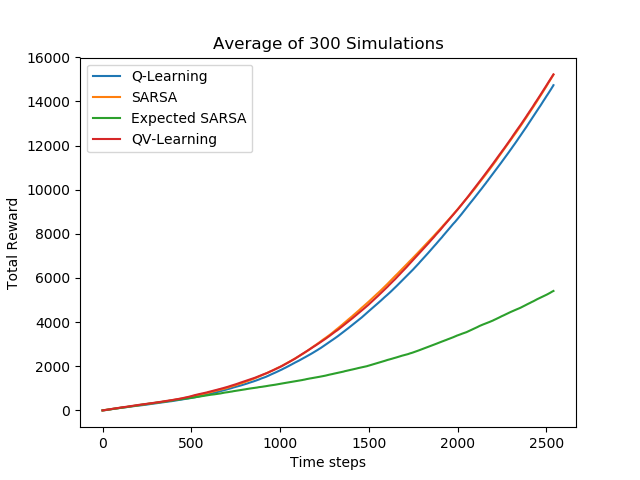 Average of 300 Simulations
16000
14000
12000
10000
8000
6000
4000
2000
0
Total Reward
Q-Learning
SARSA
Expected SARSA
QV-Learning
0 500 1000 1500 2000 2500
Time steps